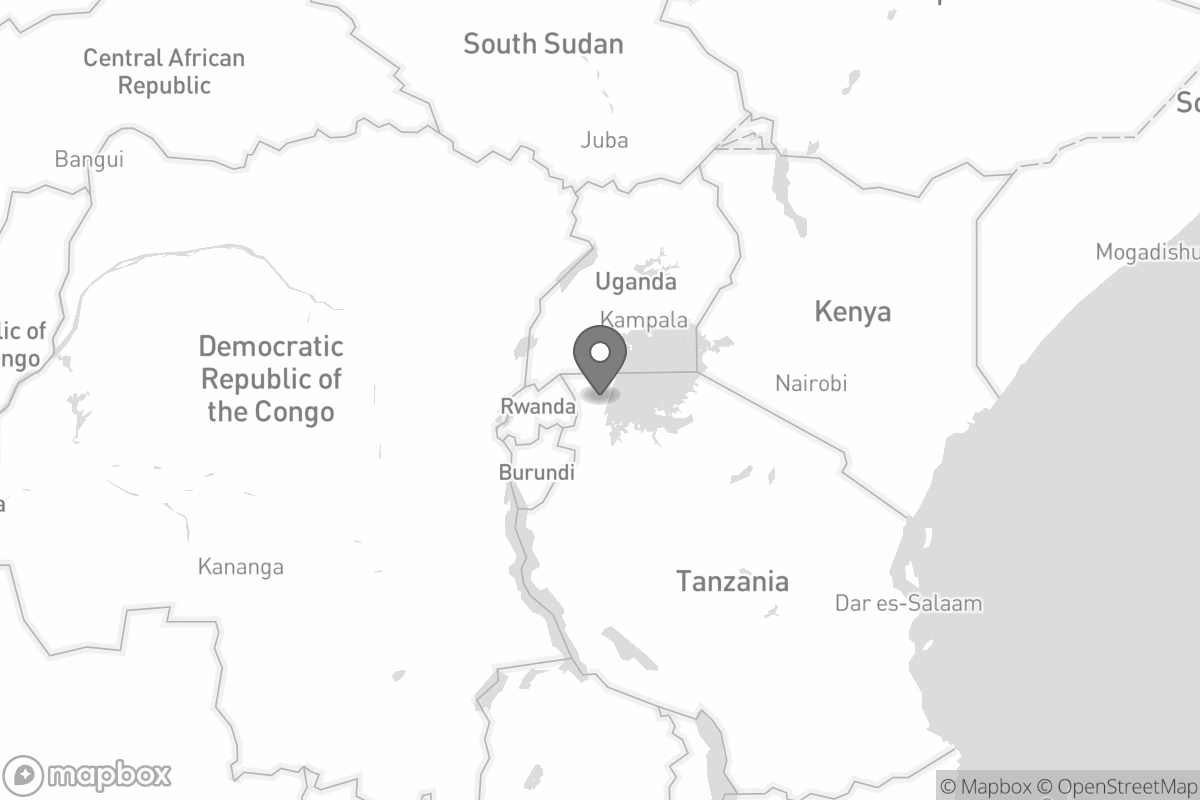 South Sudan
Central African
Republic
Juba
Bangui
Mogadishu
Uganda
Kampala
Kenya
lic of
ngo
Democratic
Republic of
the Congo
Nairobi
Rwanda
Burundi
Kananga
Tanzania
Dar es-Salaam
mapbox
© Mapbox © OpenStreetMap